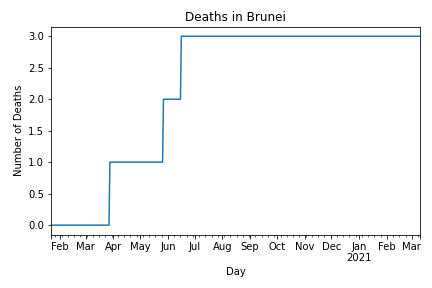 Deaths in Brunei
3.0
2.5
2.0
1.5
1.0
0.5
0.0
Number of Deaths
Feb Mar Apr May Jun Jul Aug Sep Oct Nov Dec Jan Feb Mar
2021
Day